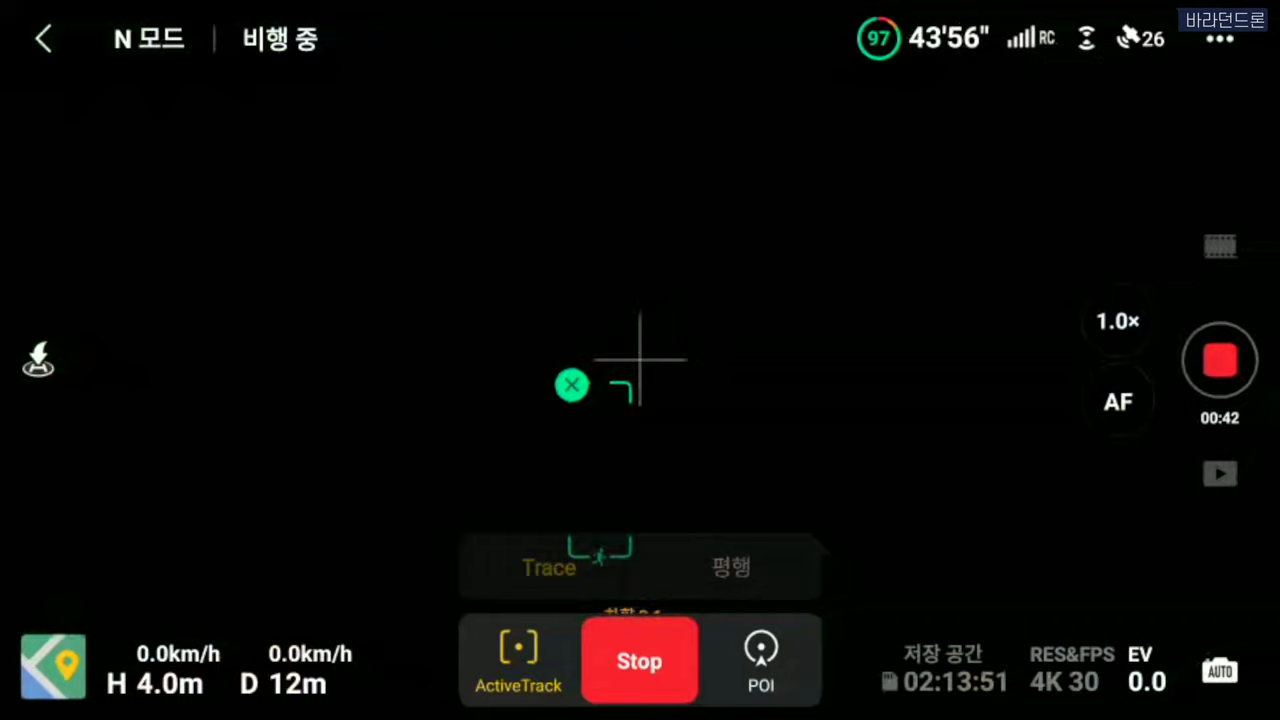 N 모드
비행 중
97
43'56"
RC
26
바라던드론
1.0×
AF
00:42
Trace
평행
ActiveTrack
Stop
POI
0.0km/h
0.0km/h
H 4.0m
D 12m
저장 공간
02:13:51
RES&FPS
4K 30
EV
0.0
AUTO